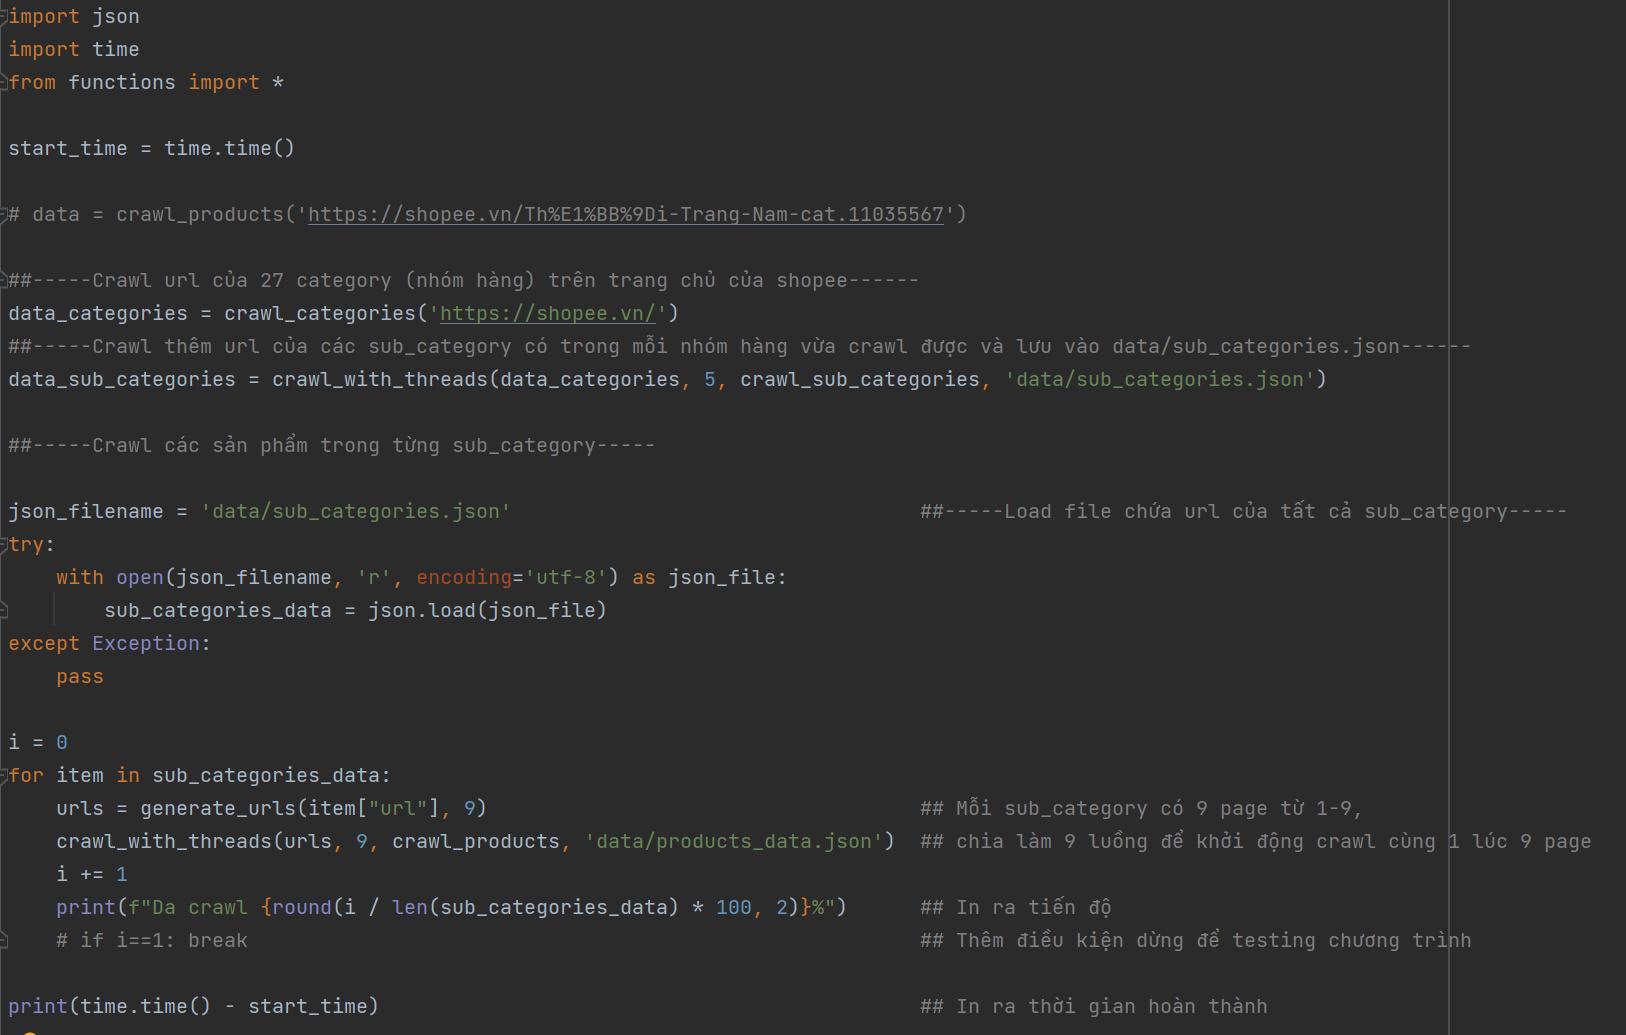 import json
import time
from functions import *
start_time = time.time()
# data = crawl_products('https://shopee.vn/Th%E1%BB%9Di-Trang-Nam-cat.11035567')
##-----Crawl url của 27 category (nhóm hàng) trên trang chủ của shopee------
data_categories = crawl_categories('https://shopee.vn/')
##-----Crawl thêm url của các sub_category có trong mỗi nhóm hàng vừa crawl được và lưu vào data/sub_categories.json------
data_sub_categories = crawl_with_threads(data_categories, 5, crawl_sub_categories, 'data/sub_categories.json')
##-----Crawl các sản phẩm trong từng sub_category-----
json_filename = 'data/sub_categories.json' ##-----Load file chứa url của tất cả sub_category-----
try:
    with open(json_filename, 'r', encoding='utf-8') as json_file:
        sub_categories_data = json.load(json_file)
except Exception:
    pass
i = 0
for item in sub_categories_data:
    urls = generate_urls(item["url"], 9) ## Mỗi sub_category có 9 page từ 1-9,
    crawl_with_threads(urls, 9, crawl_products, 'data/products_data.json') ## chia làm 9 luồng để khởi động crawl cùng 1 lúc 9 page
    i += 1
    print(f"Da crawl {round(i / len(sub_categories_data) * 100, 2)}%") ## In ra tiến độ
    # if i==1: break ## Thêm điều kiện dừng để testing chương trình
print(time.time() - start_time) ## In ra thời gian hoàn thành